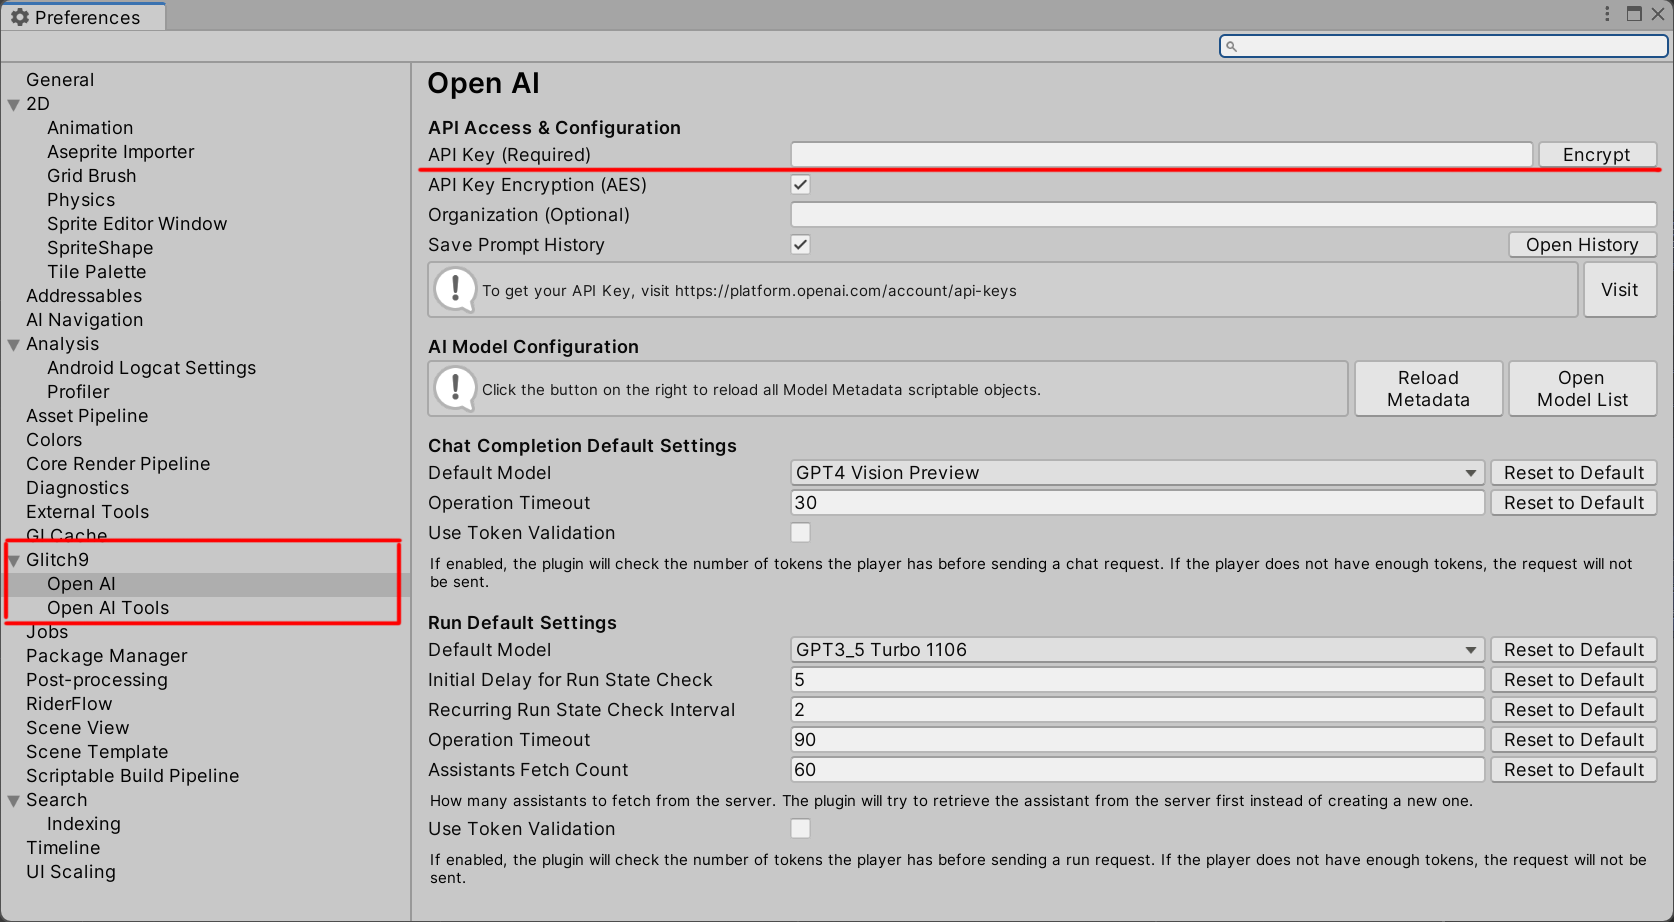 Preferences
General
2D
Animation
Aseprite Importer
Grid Brush
Physics
Sprite Editor Window
SpriteShape
Tile Palette
Addressables
AI Navigation
Analysis
Android Logcat Settings
Profiler
Asset Pipeline
Colors
Core Render Pipeline
Diagnostics
External Tools
GI Cache
Glitch9
Open AI
Open AI Tools
Jobs
Package Manager
Post-processing
RiderFlow
Scene View
Scene Template
Scriptable Build Pipeline
Search
Indexing
Timeline
UI Scaling
Open AI
API Access & Configuration
API Key (Required) Encrypt
API Key Encryption (AES)
Organization (Optional)
Save Prompt History Open History
To get your API Key, visit https://platform.openai.com/account/api-keys Visit
AI Model Configuration
Click the button on the right to reload all Model Metadata scriptable objects.
Reload
Metadata
Open
Model List
Chat Completion Default Settings
Default Model GPT4 Vision Preview Reset to Default
Operation Timeout 30 Reset to Default
Use Token Validation
If enabled, the plugin will check the number of tokens the player has before sending a chat request. If the player does not have enough tokens, the request will not
be sent.
Run Default Settings
Default Model GPT3_5 Turbo 1106 Reset to Default
Initial Delay for Run State Check 5 Reset to Default
Recurring Run State Check Interval 2 Reset to Default
Operation Timeout 90 Reset to Default
Assistants Fetch Count 60 Reset to Default
How many assistants to fetch from the server. The plugin will try to retrieve the assistant from the server first instead of creating a new one.
Use Token Validation
If enabled, the plugin will check the number of tokens the player has before sending a run request. If the player does not have enough tokens, the request will not be
sent.